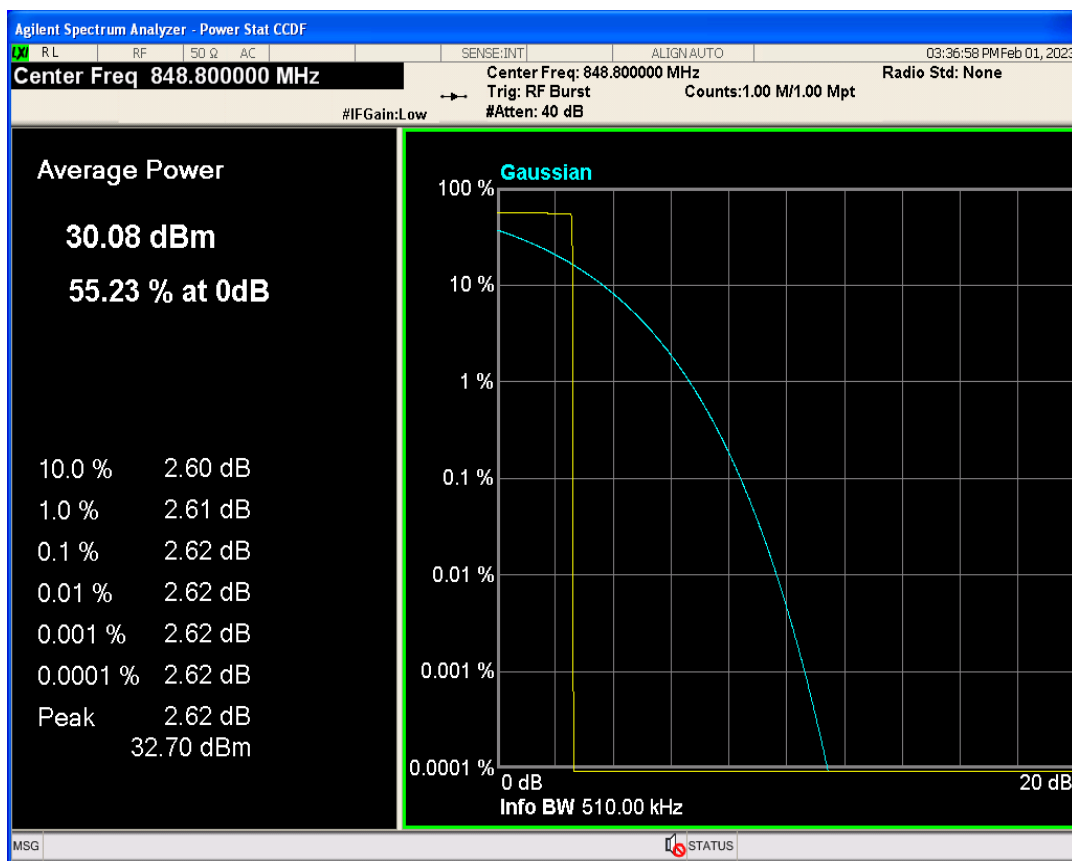 Agilent Spectrum Analyzer - Power Stat CCDF
LXI RL RF 50 Ω AC SENSE:INT ALIGN AUTO 03:36:58 PM Feb 01, 2023
Center Freq 848.800000 MHz
Center Freq: 848.800000 MHz Radio Std: None
Trig: RF Burst Counts:1.00 M/1.00 Mpt
#IFGain:Low #Atten: 40 dB
Average Power
30.08 dBm
55.23 % at 0dB
10.0 % 2.60 dB
1.0 % 2.61 dB
0.1 % 2.62 dB
0.01 % 2.62 dB
0.001 % 2.62 dB
0.0001 % 2.62 dB
Peak 2.62 dB
32.70 dBm
Gaussian
100 %
10 %
1 %
0.1 %
0.01 %
0.001 %
0.0001 %
0 dB 20 dB
Info BW 510.00 kHz
MSG STATUS